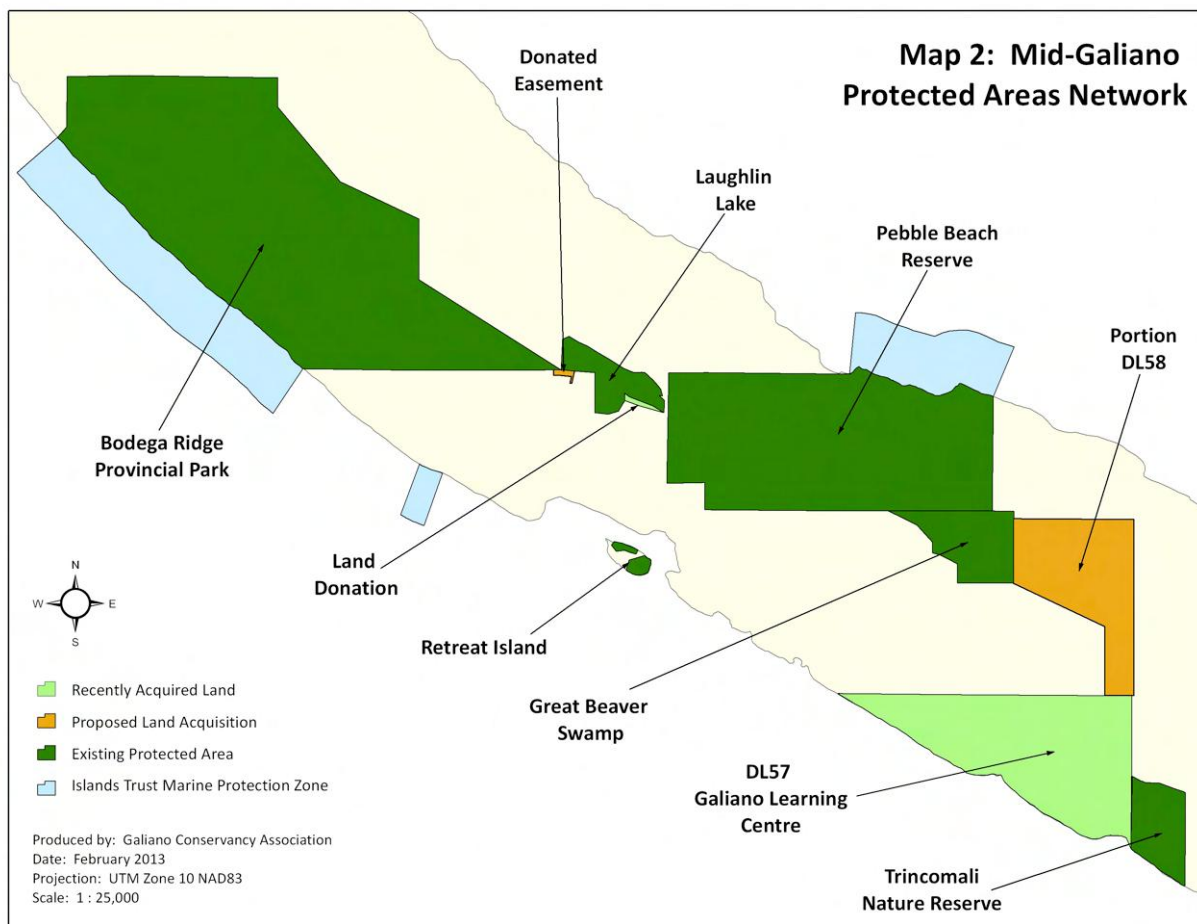 Map 2: Mid-Galiano
Protected Areas Network
Donated
Easement
Laughlin
Lake
Pebble Beach
Reserve
Portion
DL58
Bodega Ridge
Provincial Park
Land
Donation
Retreat Island
Great Beaver
Swamp
DL57
Galiano Learning
Centre
Trincomali
Nature Reserve
N
W
E
S
Recently Acquired Land
Proposed Land Acquisition
Existing Protected Area
Islands Trust Marine Protection Zone
Produced by: Galiano Conservancy Association
Date: February 2013
Projection: UTM Zone 10 NAD83
Scale: 1 : 25,000